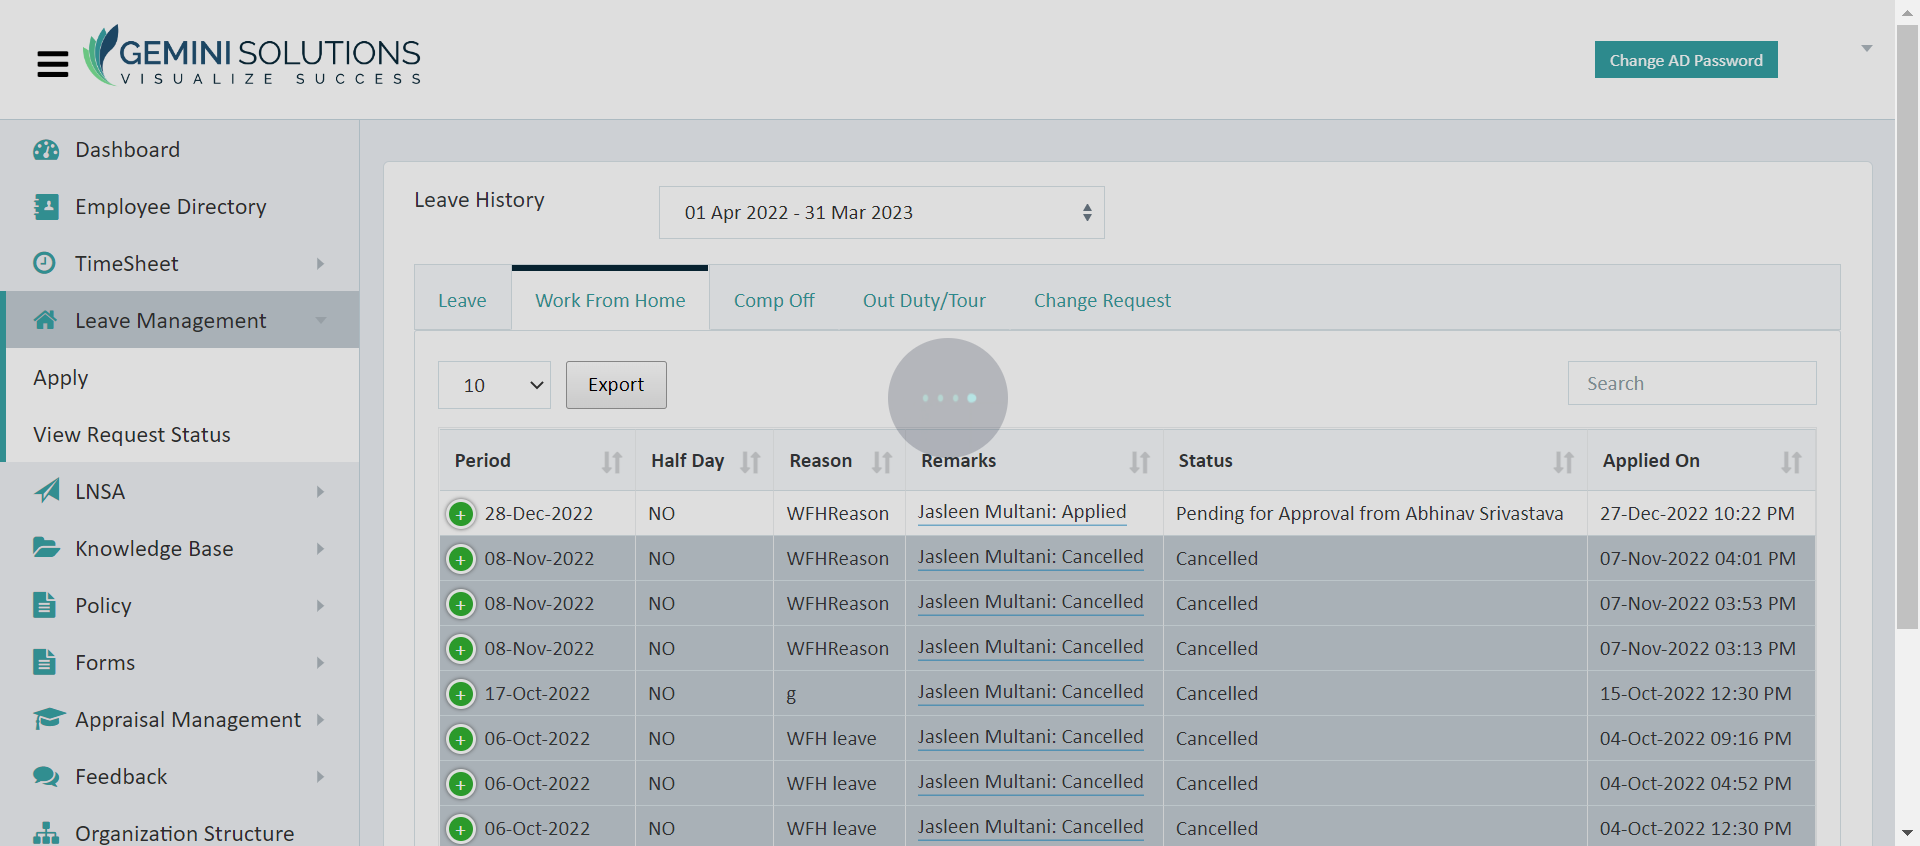 GEMINI SOLUTIONS
VISUALIZE SUCCESS
Change AD Password
Dashboard
Employee Directory
TimeSheet
Leave Management
Apply
View Request Status
LNSA
Knowledge Base
Policy
Forms
Appraisal Management
Feedback
Organization Structure
Leave History
01 Apr 2022 - 31 Mar 2023
Leave Work From Home Comp Off Out Duty/Tour Change Request
10 Export Search
Period Half Day Reason Remarks Status Applied On
28-Dec-2022 NO WFHReason Jasleen Multani: Applied Pending for Approval from Abhinav Srivastava 27-Dec-2022 10:22 PM
08-Nov-2022 NO WFHReason Jasleen Multani: Cancelled Cancelled 07-Nov-2022 04:01 PM
08-Nov-2022 NO WFHReason Jasleen Multani: Cancelled Cancelled 07-Nov-2022 03:53 PM
08-Nov-2022 NO WFHReason Jasleen Multani: Cancelled Cancelled 07-Nov-2022 03:13 PM
17-Oct-2022 NO g Jasleen Multani: Cancelled Cancelled 15-Oct-2022 12:30 PM
06-Oct-2022 NO WFH leave Jasleen Multani: Cancelled Cancelled 04-Oct-2022 09:16 PM
06-Oct-2022 NO WFH leave Jasleen Multani: Cancelled Cancelled 04-Oct-2022 04:52 PM
06-Oct-2022 NO WFH leave Jasleen Multani: Cancelled Cancelled 04-Oct-2022 12:30 PM